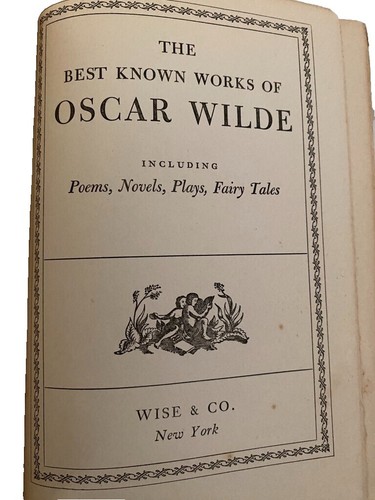 THE
BEST KNOWN WORKS OF
OSCAR WILDE
INCLUDING
Poems, Novels, Plays, Fairy Tales
WISE & CO.
New York